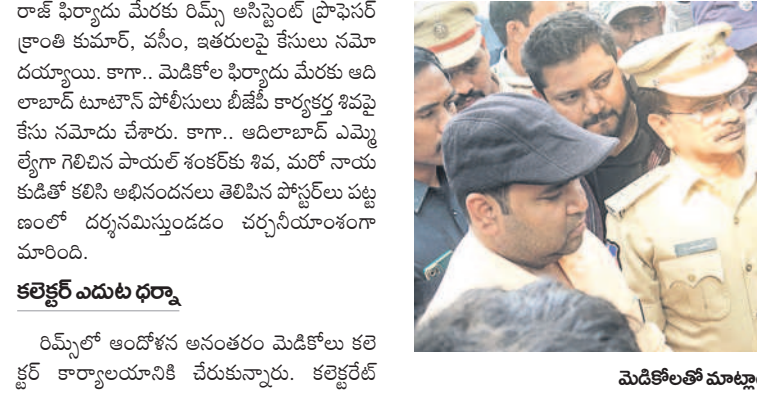 రాజ్ ఫిర్యాదు మేరకు రిమ్స్ అసిస్టెంట్ ప్రొఫెసర్
క్రాంతి కుమార్, వసీం, ఇతరులపై కేసులు నమో
దయ్యాయి. కాగా.. మెడికోల ఫిర్యాదు మేరకు ఆది
లాబాద్ టూటౌన్ పోలీసులు బీజేపీ కార్యకర్త శివపై
కేసు నమోదు చేశారు. కాగా.. ఆదిలాబాద్ ఎమ్మె
ల్యేగా గెలిచిన పాయల్ శంకర్‌కు శివ, మరో నాయ
కుడితో కలిసి అభినందనలు తెలిపిన పోస్టర్‌లు పట్ట
ణంలో దర్శనమిస్తుండడం చర్చనీయాంశంగా
మారింది.
కలెక్టర్ ఎదుట ధర్నా
రిమ్స్‌లో ఆందోళన అనంతరం మెడికోలు కలె
క్టర్ కార్యాలయానికి చేరుకున్నారు. కలెక్టరేట్
మెడికోలతో